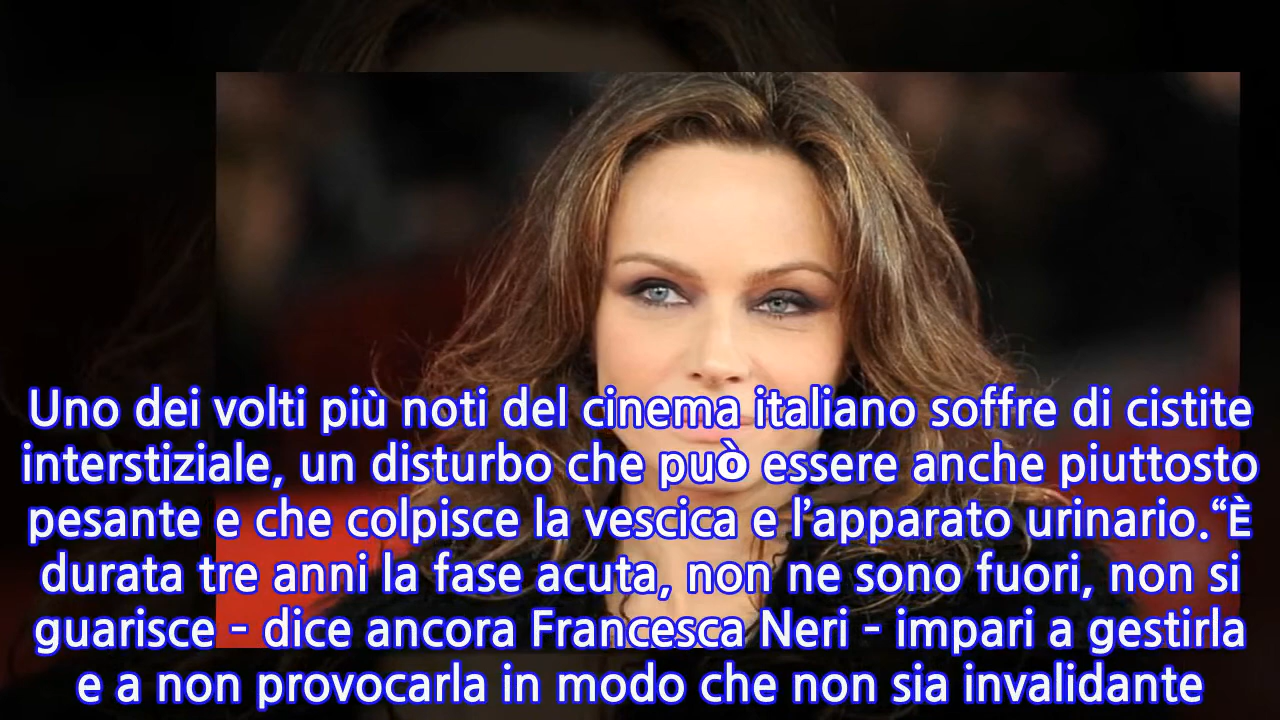 Uno dei volti più noti del cinema italiano soffre di cistite
interstiziale, un disturbo che può essere anche piuttosto
pesante e che colpisce la vescica e l’apparato urinario.“È
durata tre anni la fase acuta, non ne sono fuori, non si
guarisce - dice ancora Francesca Neri - impari a gestirla
e a non provocarla in modo che non sia invalidante